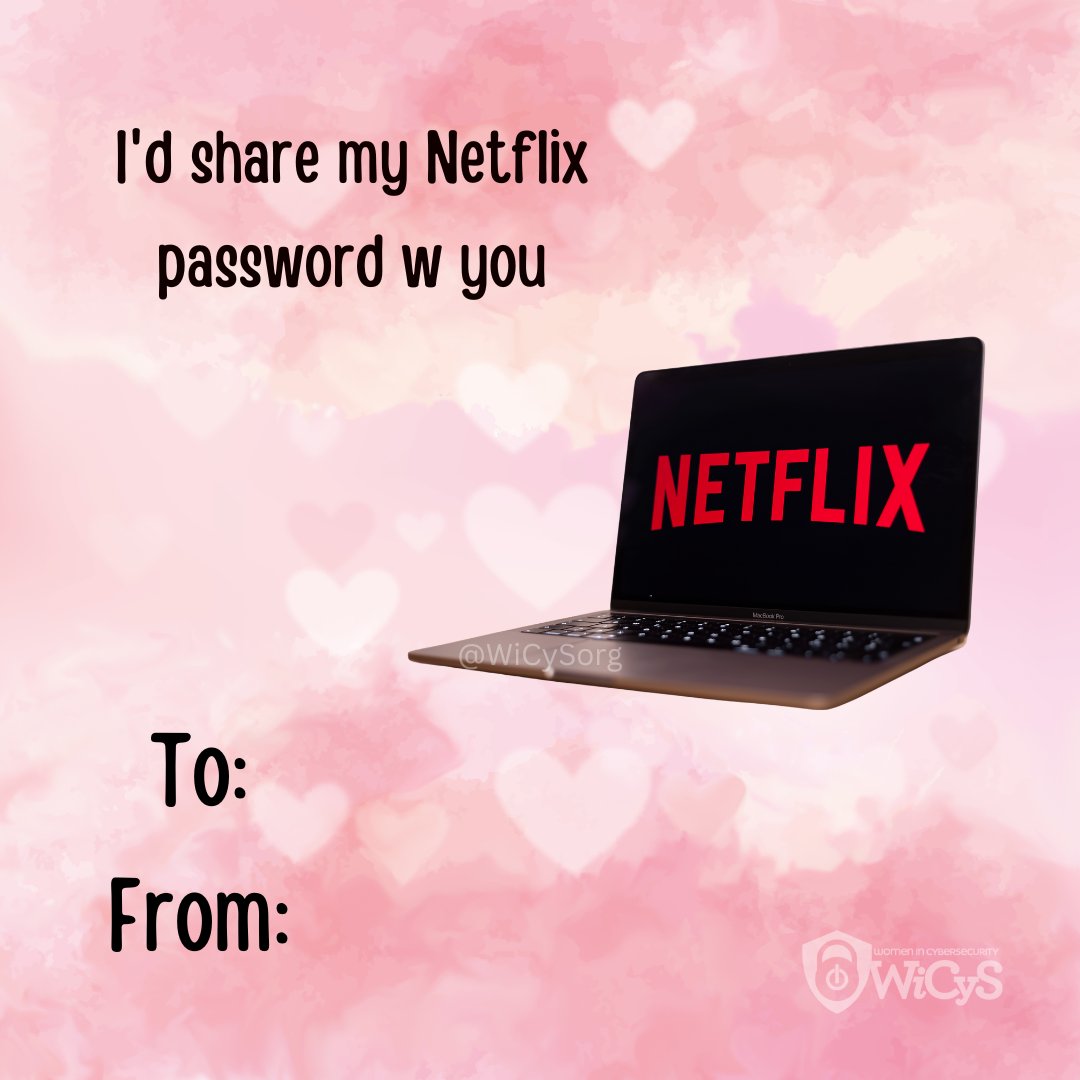 I'd share my Netflix
password w you
NETFLIX
MacBook Pro
@WiCySorg
To:
From:
WOMEN IN CYBERSECURITY
WiCyS